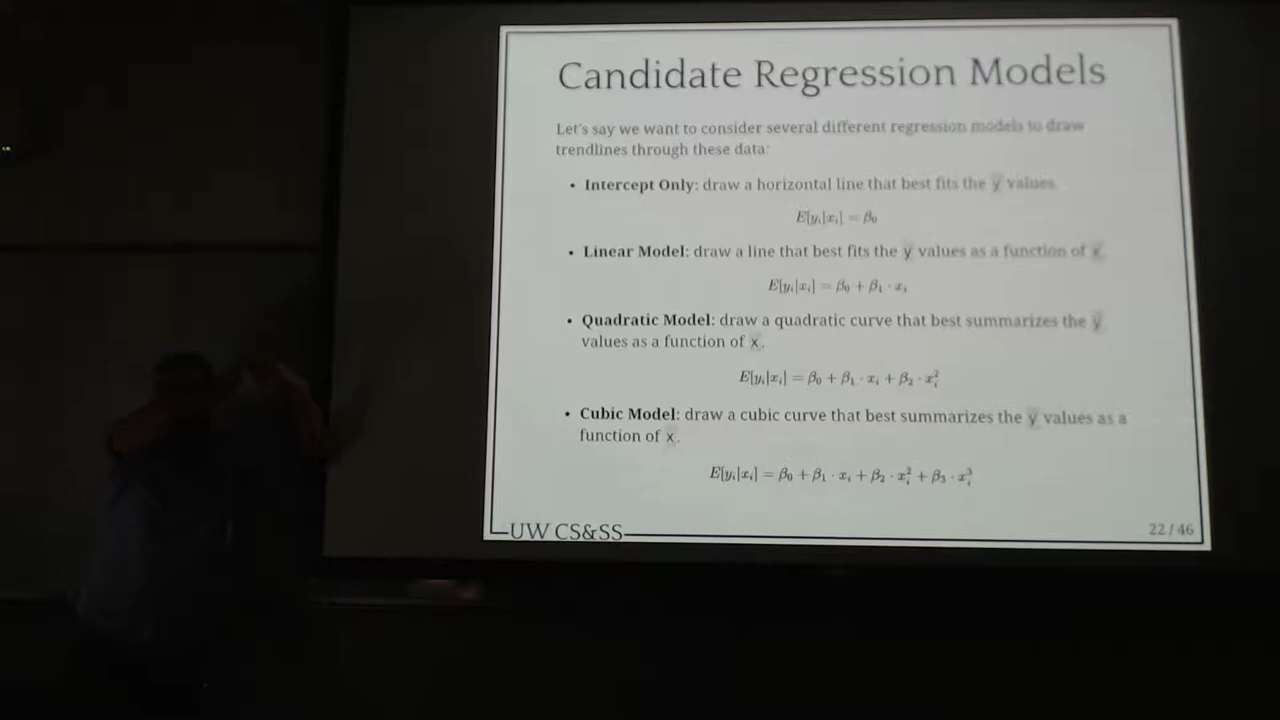 Candidate Regression Models
Let's say we want to consider several different regression models to draw
trendlines through these data:
• Intercept Only: draw a horizontal line that best fits the y values.
E[yᵢ|xᵢ] = β₀
• Linear Model: draw a line that best fits the y values as a function of x.
E[yᵢ|xᵢ] = β₀ + β₁ · xᵢ
• Quadratic Model: draw a quadratic curve that best summarizes the y
values as a function of x.
E[yᵢ|xᵢ] = β₀ + β₁ · xᵢ + β₂ · xᵢ²
• Cubic Model: draw a cubic curve that best summarizes the y values as a
function of x.
E[yᵢ|xᵢ] = β₀ + β₁ · xᵢ + β₂ · xᵢ² + β₃ · xᵢ³
UW CS&SS
22 / 46